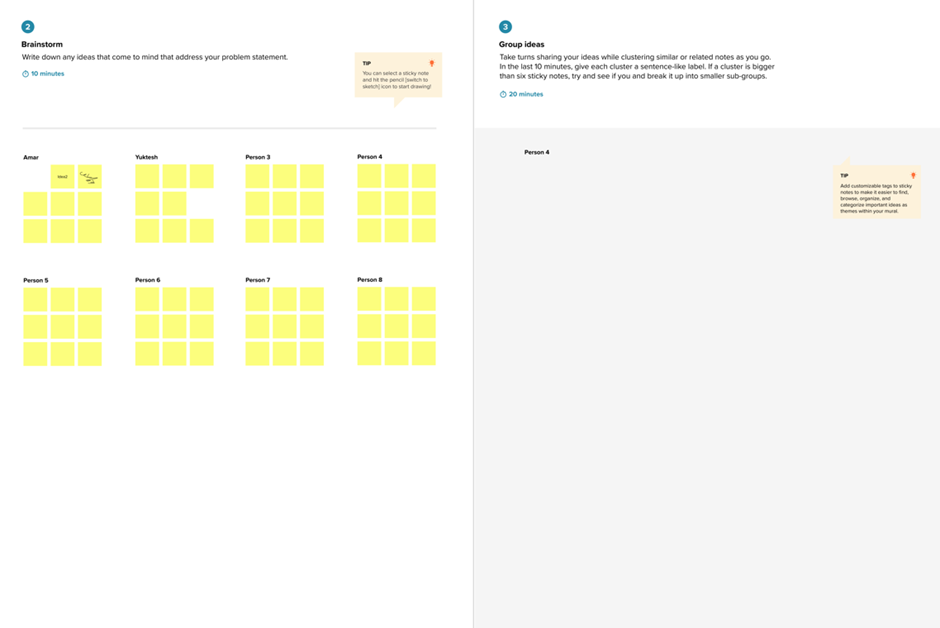 2
Brainstorm
Write down any ideas that come to mind that address your problem statement.
10 minutes
TIP
You can select a sticky note
and hit the pencil [switch to
sketch] icon to start drawing!
Amar
Yuktesh
Person 3
Person 4
Idea2
Person 5
Person 6
Person 7
Person 8
3
Group ideas
Take turns sharing your ideas while clustering similar or related notes as you go.
In the last 10 minutes, give each cluster a sentence-like label. If a cluster is bigger
than six sticky notes, try and see if you and break it up into smaller sub-groups.
20 minutes
Person 4
TIP
Add customizable tags to sticky
notes to make it easier to find,
browse, organize, and
categorize important ideas as
themes within your mural.